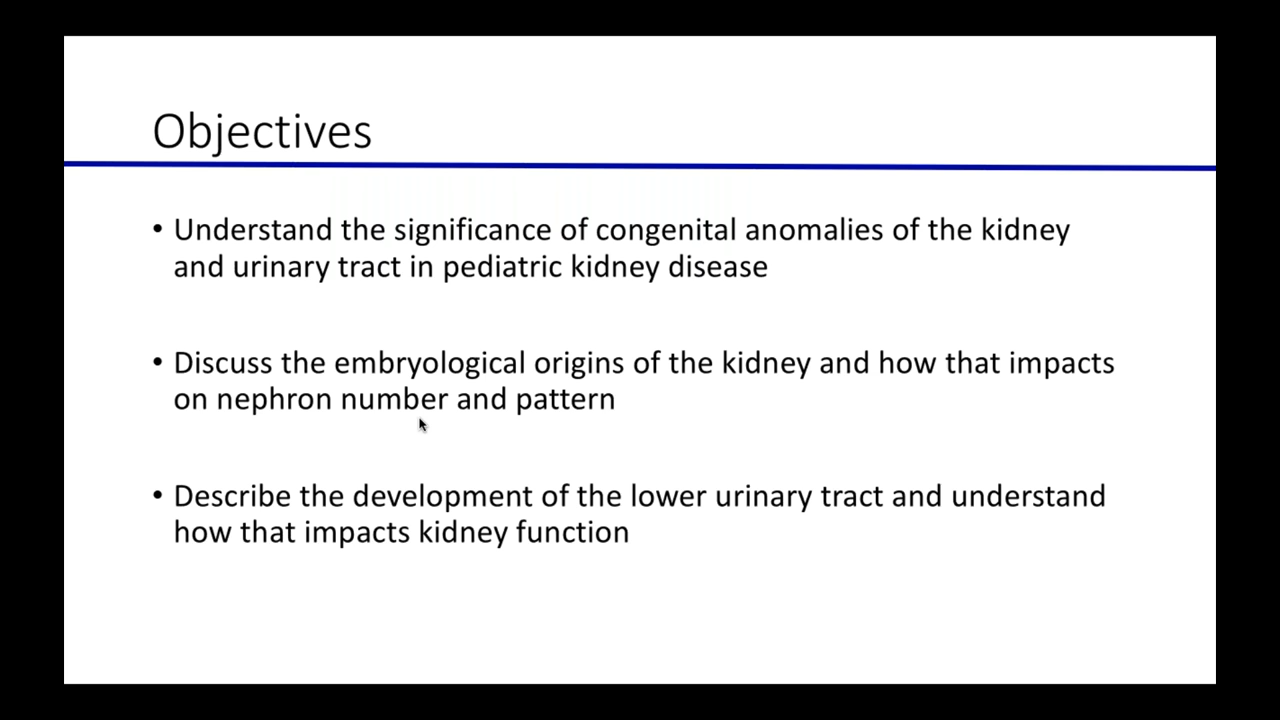 Objectives
• Understand the significance of congenital anomalies of the kidney
and urinary tract in pediatric kidney disease
• Discuss the embryological origins of the kidney and how that impacts
on nephron number and pattern
• Describe the development of the lower urinary tract and understand
how that impacts kidney function